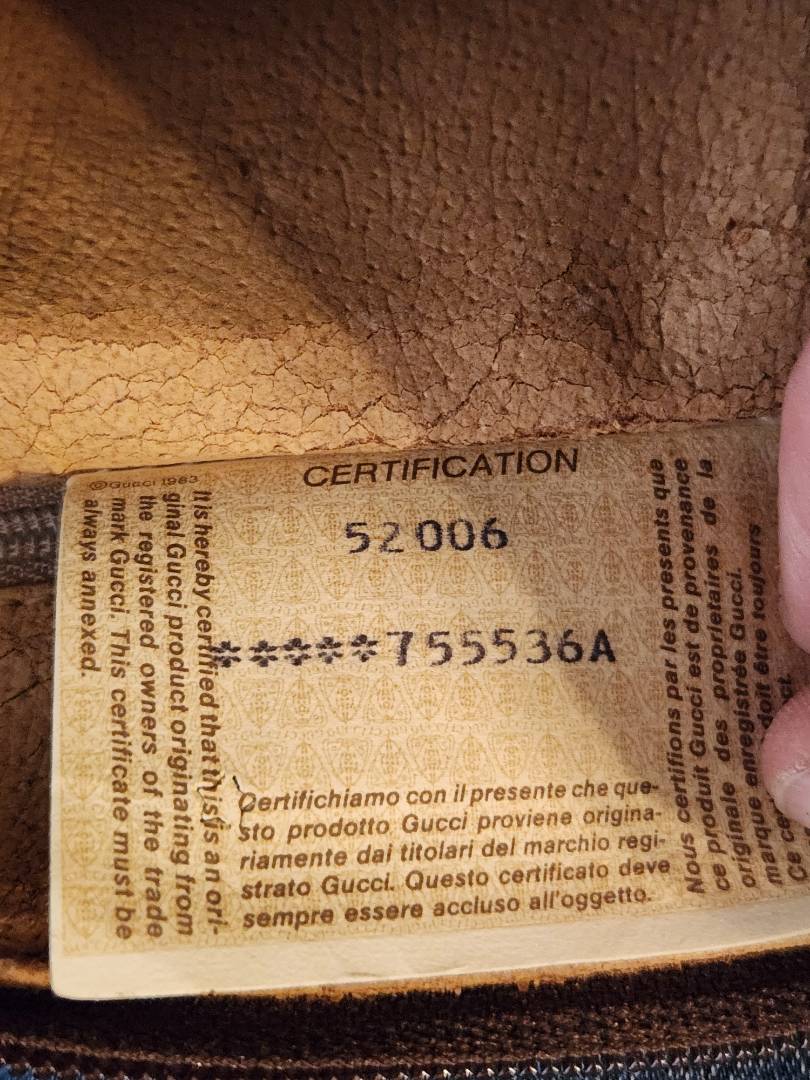 CERTIFICATION
52006
*****755536A
©Gucci 1983
It is hereby certified that this is an ori-
ginal Gucci product originating from
the registered owners of the trade
mark Gucci. This certificate must be
always annexed.
Certifichiamo con il presente che que-
sto prodotto Gucci proviene origina-
riamente dai titolari del marchio regi-
strato Gucci. Questo certificato deve
sempre essere accluso all'oggetto.
Nous certifions par les presents que
ce produit Gucci est de provenance
originale des proprietaires de la
marque enregistrée Gucci.
Ce doit être toujours